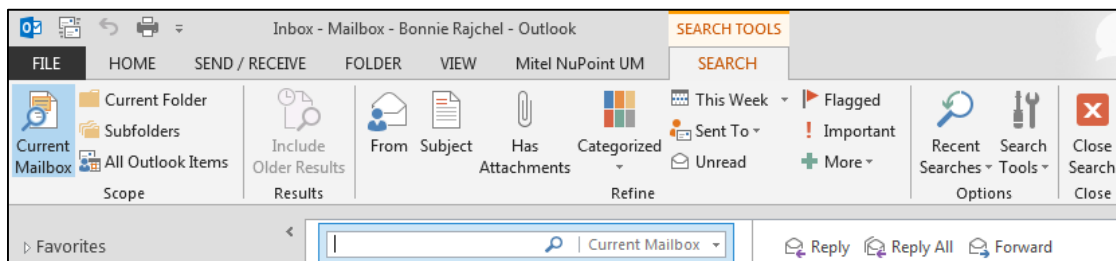 Inbox - Mailbox - Bonnie Rajchel - Outlook
SEARCH TOOLS
FILE HOME SEND / RECEIVE FOLDER VIEW Mitel NuPoint UM SEARCH
Current Mailbox
Current Folder
Subfolders
All Outlook Items
Scope
Include Older Results
Results
From
Subject
Has Attachments
Categorized
This Week
Sent To
Unread
Flagged
Important
More
Refine
Recent Searches
Search Tools
Options
Close Search
Close
Favorites
Current Mailbox
Reply Reply All Forward